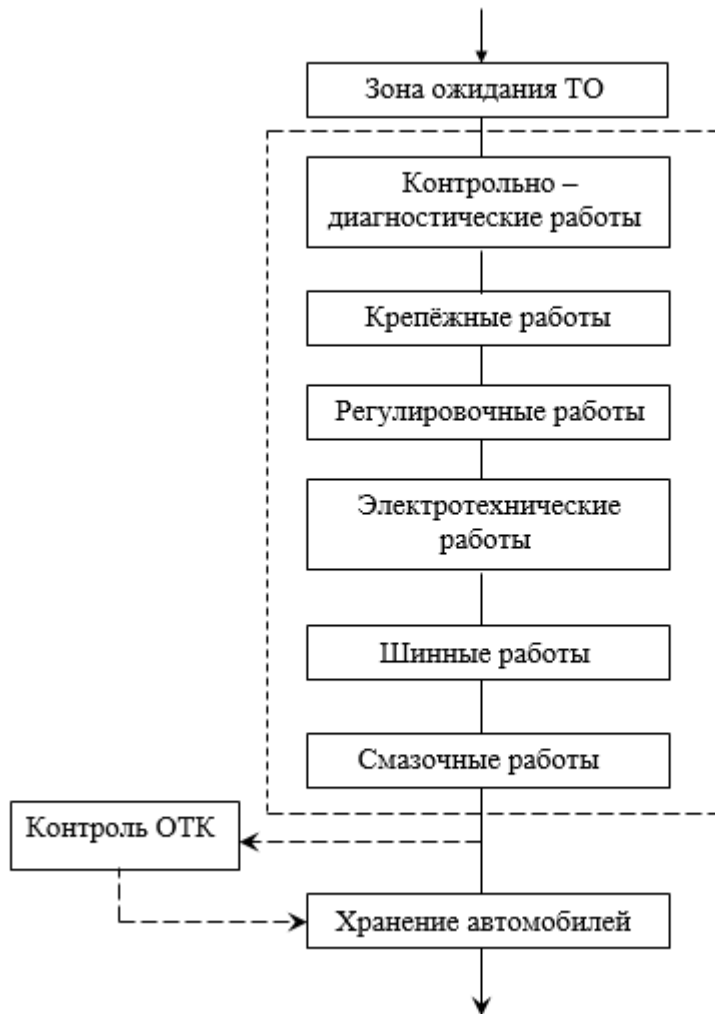 Зона ожидания ТО
Контрольно –
диагностические работы
Крепёжные работы
Регулировочные работы
Электротехнические
работы
Шинные работы
Смазочные работы
Контроль ОТК
Хранение автомобилей